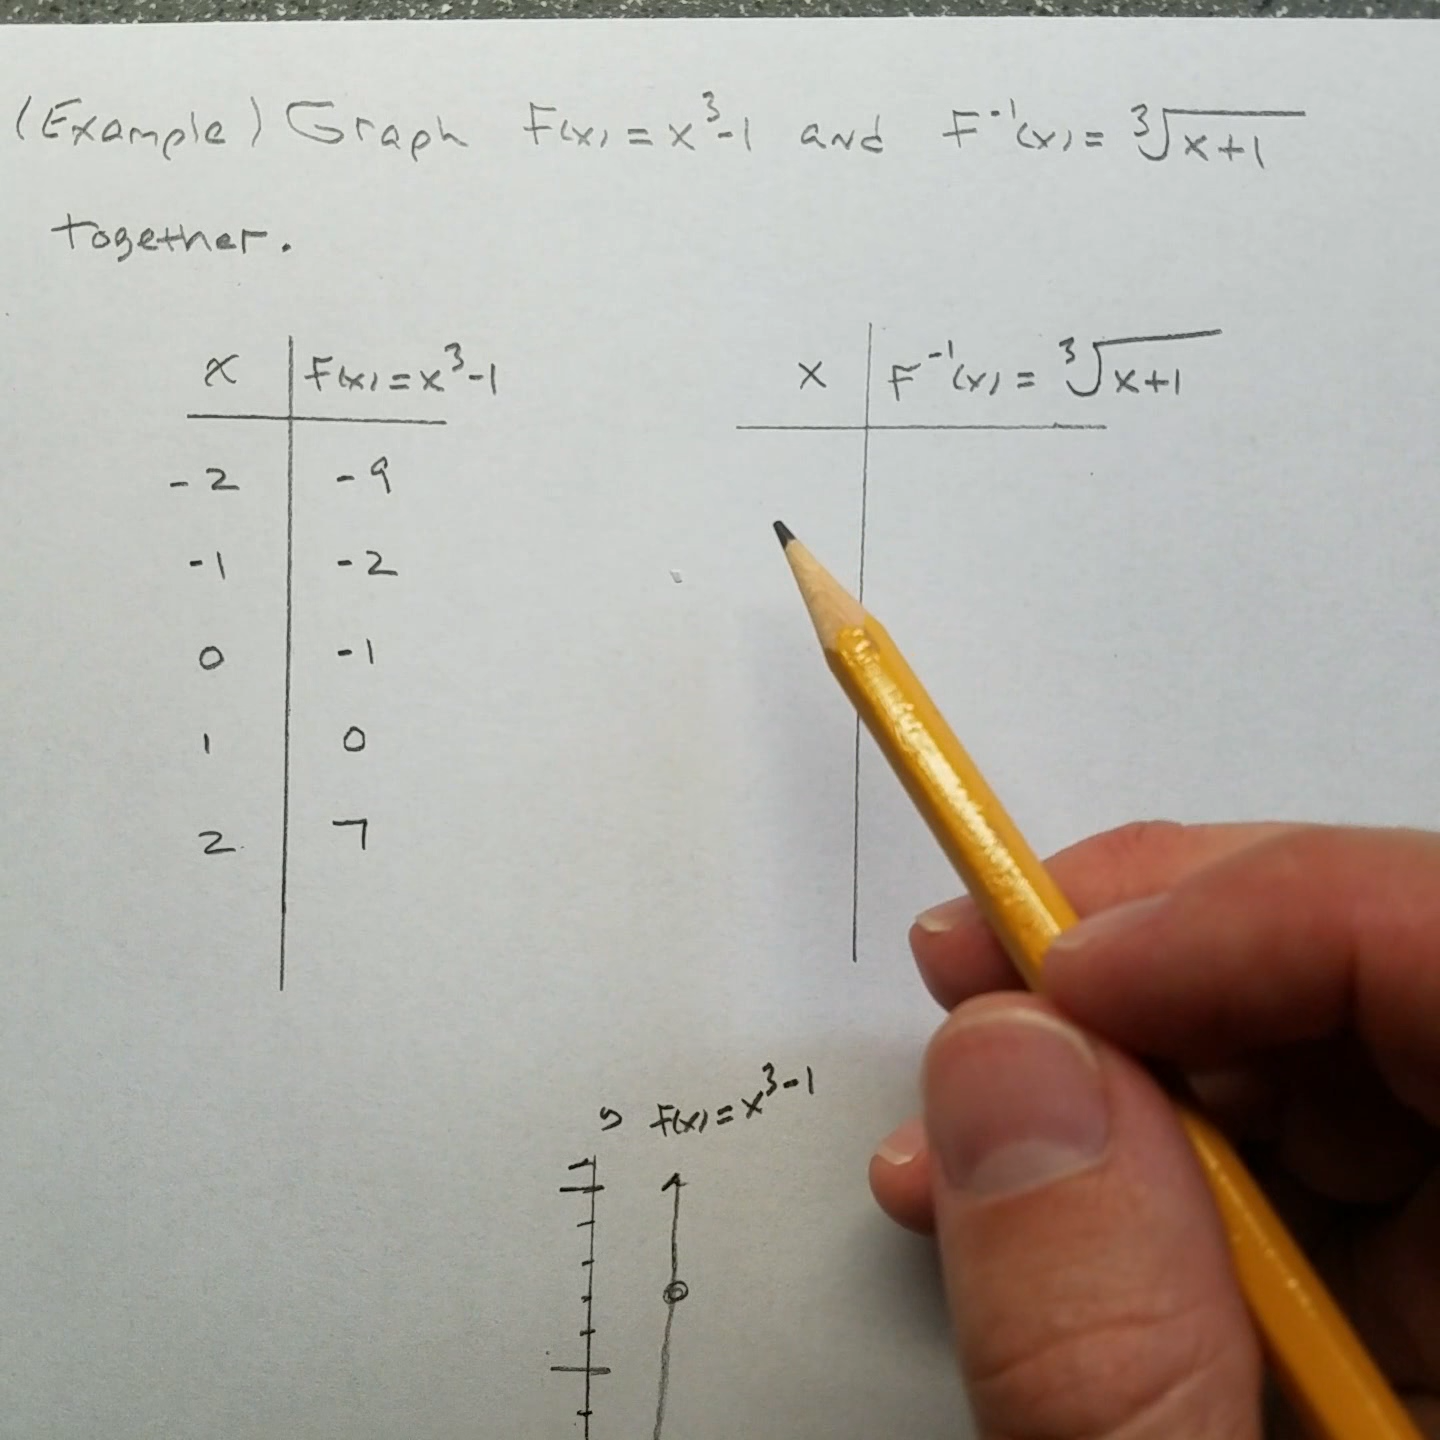 (Example) Graph F(x) = x³-1 and F⁻¹(x) = ∛(x+1)
together.
x F(x) = x³-1
-2 -9
-1 -2
0 -1
1 0
2 7
x F⁻¹(x) = ∛(x+1)
y F(x) = x³-1